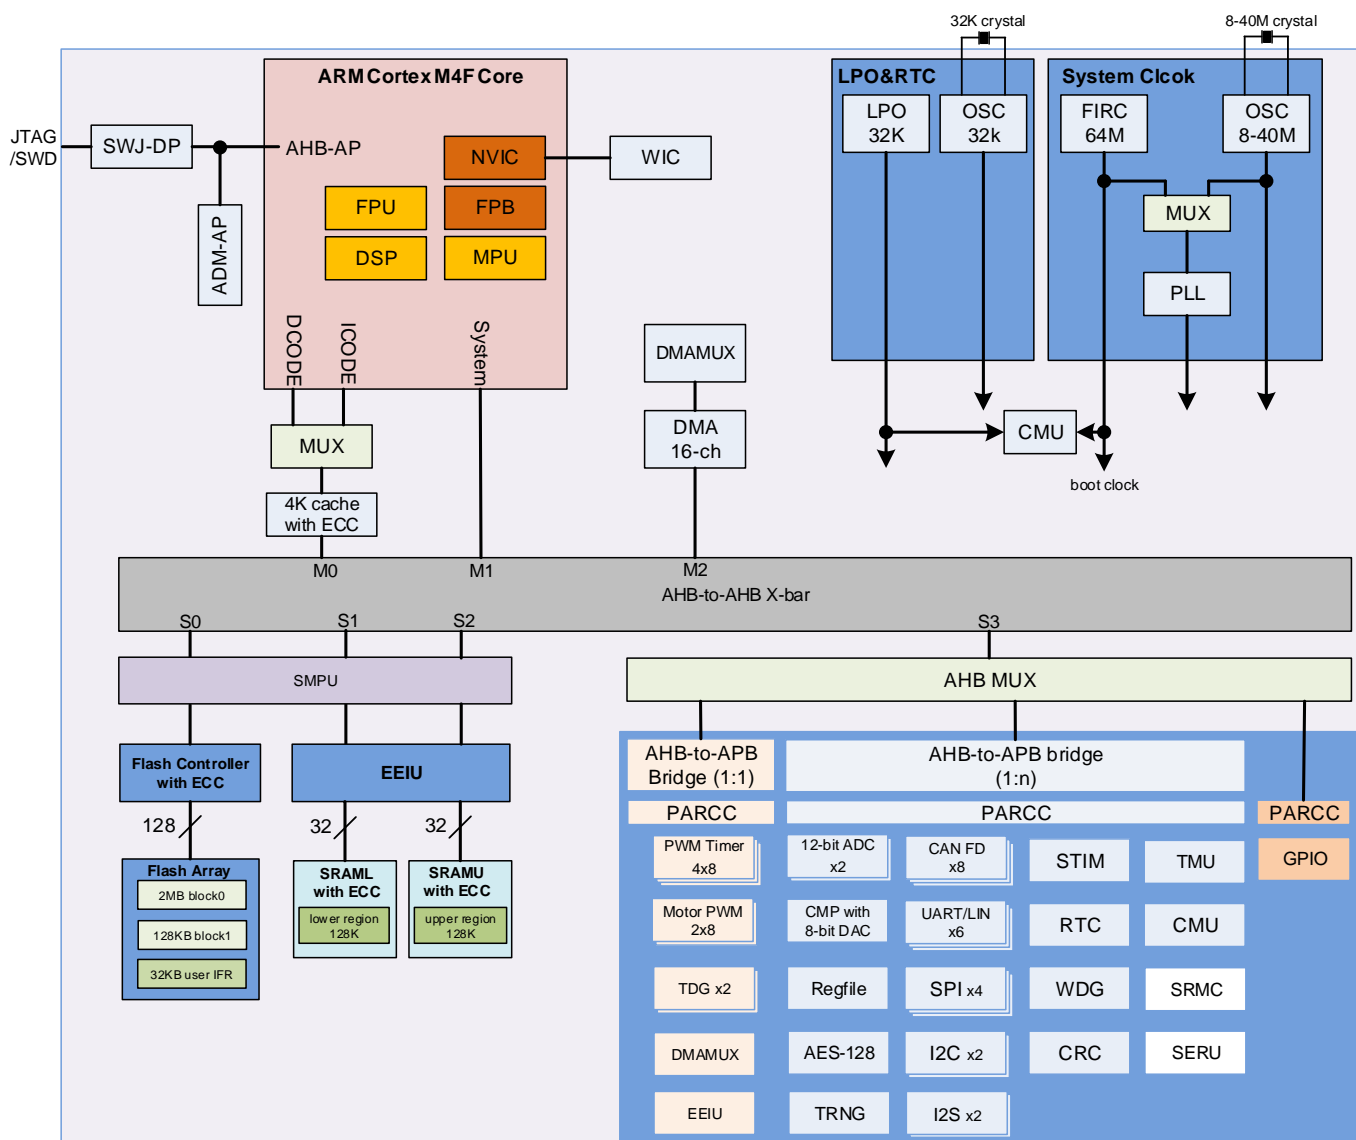 32K crystal
8-40M crystal
ARM Cortex M4F Core
LPO&RTC
System Clcok
JTAG
/SWD
SWJ-DP
AHB-AP
NVIC
WIC
LPO
32K
OSC
32k
FIRC
64M
OSC
8-40M
ADM-AP
FPU
FPB
DSP
MPU
MUX
PLL
DCODE
ICODE
System
DMAMUX
MUX
DMA
16-ch
CMU
boot clock
4K cache
with ECC
M0
M1
M2
AHB-to-AHB X-bar
S0
S1
S2
S3
SMPU
AHB MUX
Flash Controller
with ECC
EEIU
AHB-to-APB
Bridge (1:1)
AHB-to-APB bridge
(1:n)
128
32
32
PARCC
PARCC
PARCC
Flash Array
2MB block0
128KB block1
32KB user IFR
SRAML
with ECC
lower region
128K
SRAMU
with ECC
upper region
128K
PWM Timer
4x8
12-bit ADC
x2
CAN FD
x8
STIM
TMU
GPIO
Motor PWM
2x8
CMP with
8-bit DAC
UART/LIN
x6
RTC
CMU
TDG x2
Regfile
SPI x4
WDG
SRMC
DMAMUX
AES-128
I2C x2
CRC
SERU
EEIU
TRNG
I2S x2